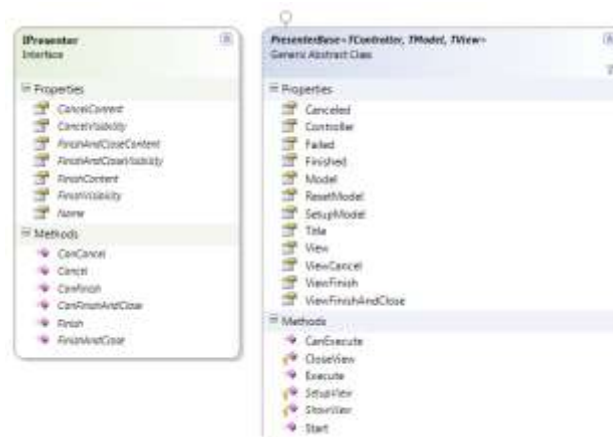 IPresenter
Interface
Properties
CancelContent
CancelVisibility
FinishAndCloseContent
FinishAndCloseVisibility
FinishContent
FinishVisibility
Name
Methods
CanCancel
Cancel
CanFinish
CanFinishAndClose
Finish
FinishAndClose
PresenterBase<TController, TModel, TView>
Generic Abstract Class
Properties
Canceled
Controller
Failed
Finished
Model
ResetModel
SetupModel
Title
View
ViewCancel
ViewFinish
ViewFinishAndClose
Methods
CanExecute
CloseView
Execute
SetupView
ShowView
Start